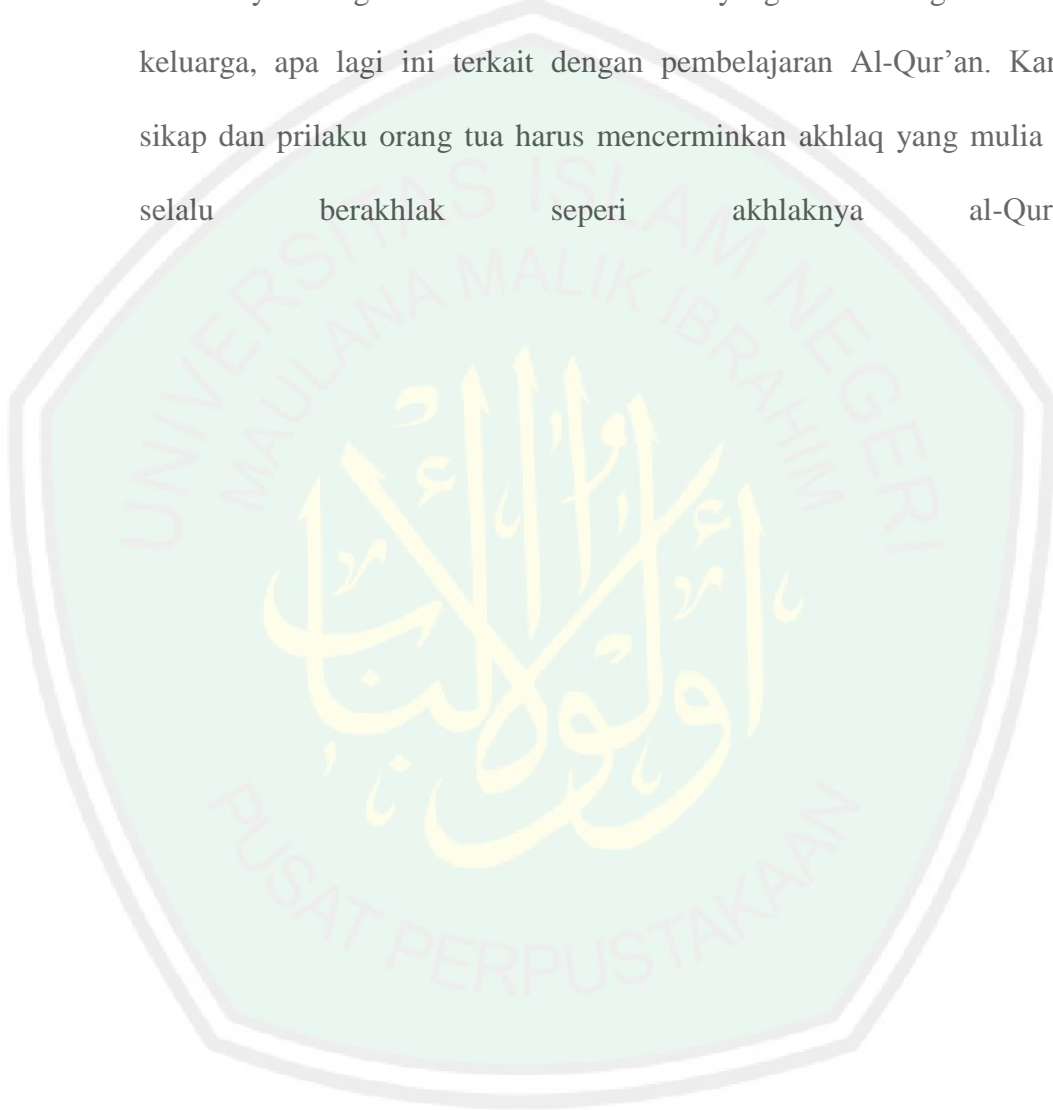 yang
keluarga, apa lagi ini terkait dengan pembelajaran Al-Qur’an. Kar
sikap dan prilaku orang tua harus mencerminkan akhlaq yang mulia
selalu berakhlak seperi akhlaknya al-Qur
UNIVERSITAS ISLAM NEGERI
MAULANA MALIK IBRAHIM
أولوا الألباب
PUSAT PERPUSTAKAAN